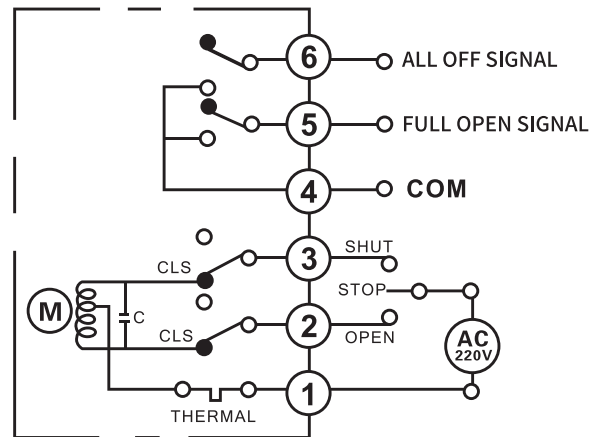 6 ALL OFF SIGNAL
5 FULL OPEN SIGNAL
4 COM
3 SHUT
CLS
STOP
M
C
CLS
2 OPEN
AC
220V
1
THERMAL